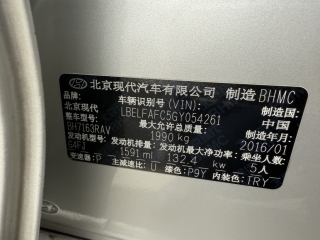 北京现代汽车有限公司 制造 BHMC
品牌 车辆识别号(VIN): 制造国:
北京现代 LBELFAFC5GY054261 中国
型号 最大允许总质量: 制造年月:
BH7163RAV 1990 kg 2016/01
发动机型号 发动机排量: 发动机最大净功率: 乘坐人数:
G4FJ 1591 ml 132.4 kw 5人
变速器: P 主减速比: U 漆色: P9Y 内装色: TRY